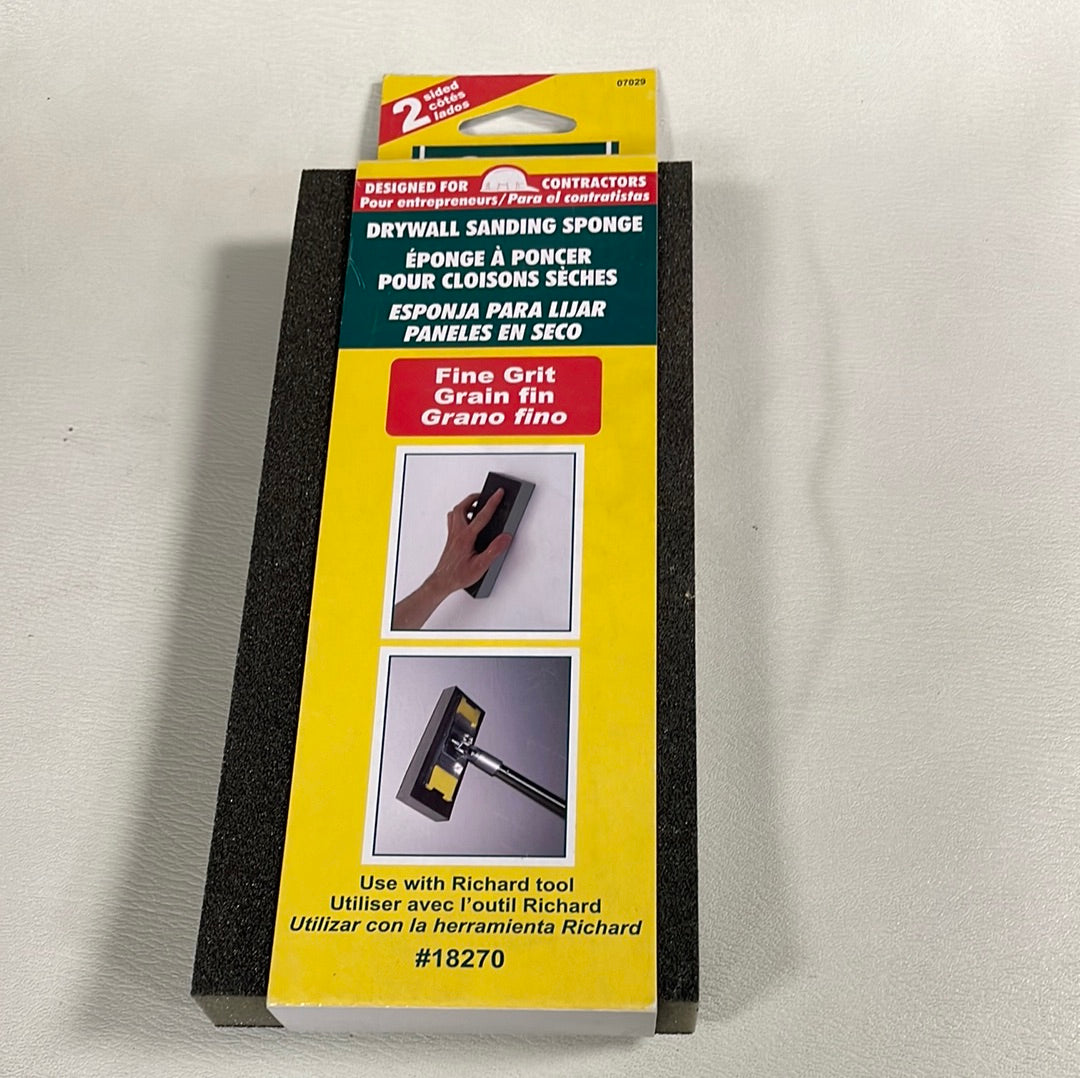 2 sided
côtés
lados
07029
DESIGNED FOR CONTRACTORS
Pour entrepreneurs/Para el contratistas
DRYWALL SANDING SPONGE
ÉPONGE À PONCER
POUR CLOISONS SÈCHES
ESPONJA PARA LIJAR
PANELES EN SECO
Fine Grit
Grain fin
Grano fino
Use with Richard tool
Utiliser avec l'outil Richard
Utilizar con la herramienta Richard
#18270